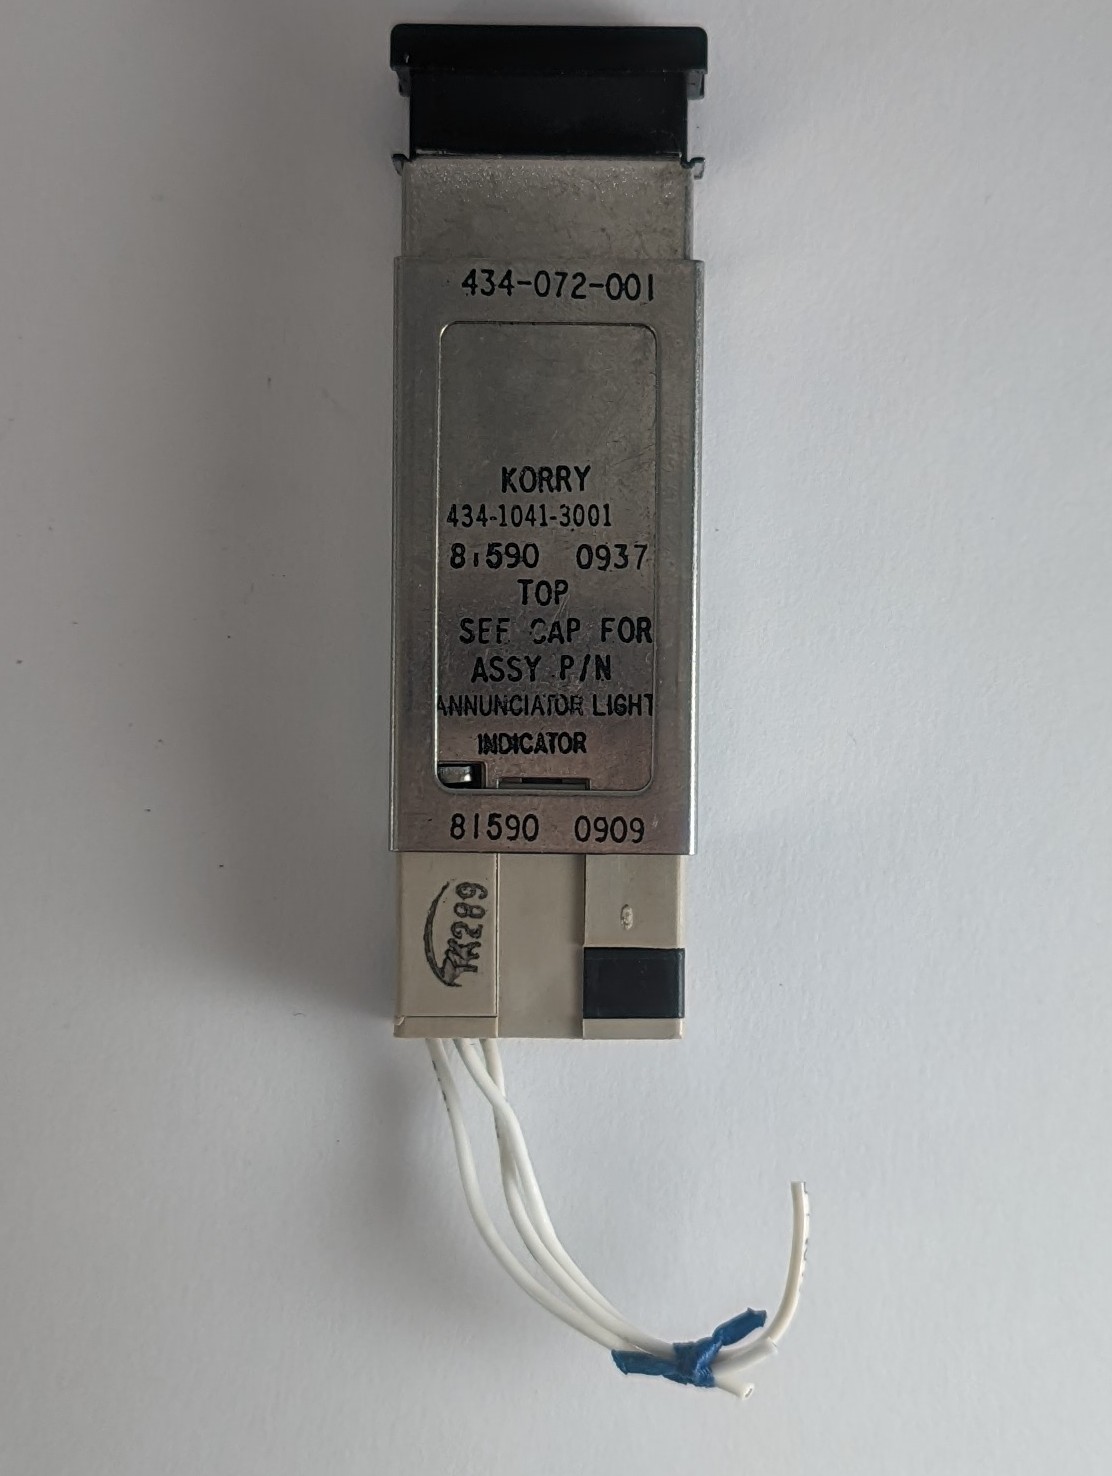 434-072-001
KORRY
434-1041-3001
81590 0937
TOP
SEE CAP FOR
ASSY P/N
ANNUNCIATOR LIGHT
INDICATOR
81590 0909
TK289